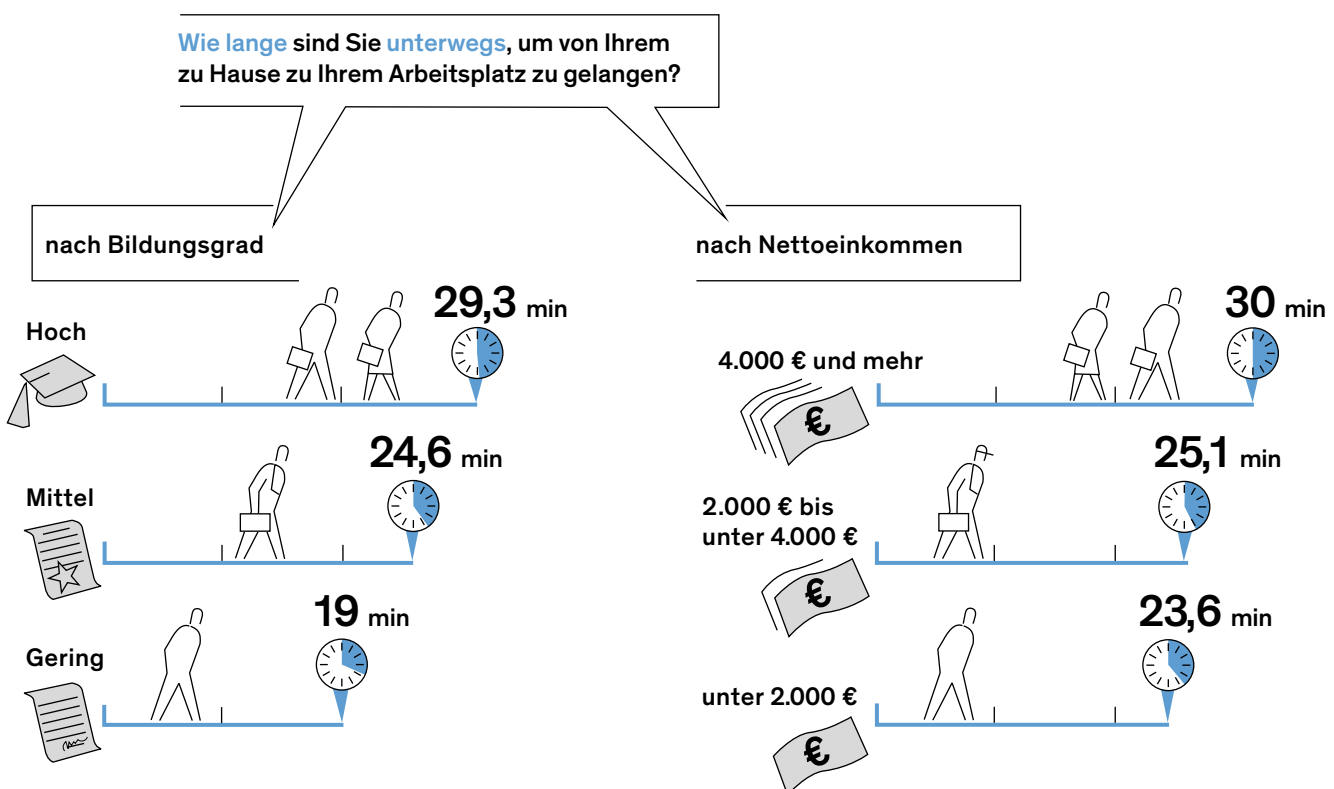 Wie lange sind Sie unterwegs, um von Ihrem
zu Hause zu Ihrem Arbeitsplatz zu gelangen?
nach Bildungsgrad
Hoch
29,3 min
Mittel
24,6 min
Gering
19 min
nach Nettoeinkommen
4.000 € und mehr
30 min
€
2.000 € bis
unter 4.000 €
25,1 min
€
unter 2.000 €
23,6 min
€